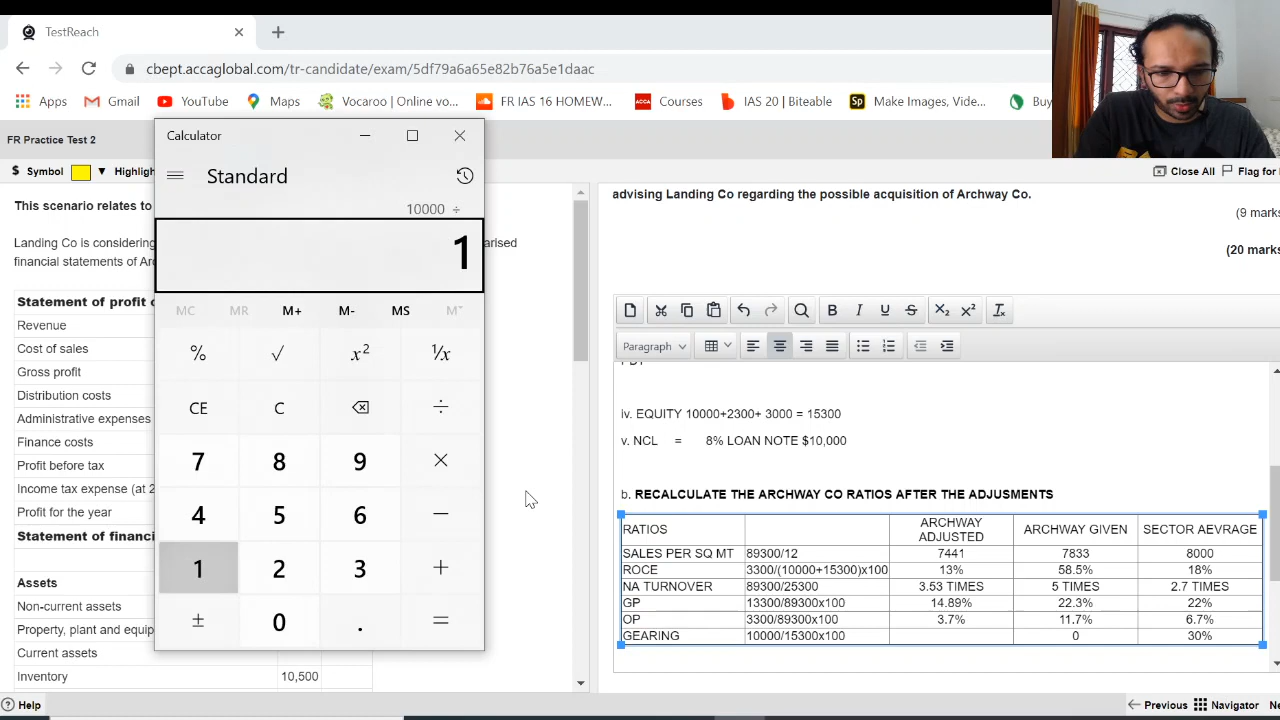 TestReach
cbept.accaglobal.com/tr-candidate/exam/5df79a6a65e82b76a5e1daac
Apps Gmail YouTube Maps Vocaroo | Online vo... FR IAS 16 HOMEW... ACCA Courses IAS 20 | Biteable Sp Make Images, Vide... Buy
FR Practice Test 2
$ Symbol Highligh
Close All Flag for
This scenario relates to
Landing Co is considering
arised
financial statements of Ar
Statement of profit o
Revenue
Cost of sales
Gross profit
Distribution costs
Administrative expenses
Finance costs
Profit before tax
Income tax expense (at 2
Profit for the year
Statement of financi
Assets
Non-current assets
Property, plant and equip
Current assets
Inventory 10,500
Calculator
Standard
10000 ÷
1
MC MR M+ M- MS M
% √ x² ¹/x
CE C ÷
7 8 9 ×
4 5 6 −
1 2 3 +
± 0 . =
advising Landing Co regarding the possible acquisition of Archway Co.
(9 marks
(20 marks
B I U S X₂ X² Ix
Paragraph
iv. EQUITY 10000+2300+ 3000 = 15300
v. NCL = 8% LOAN NOTE $10,000
b. RECALCULATE THE ARCHWAY CO RATIOS AFTER THE ADJUSMENTS
RATIOS ARCHWAY ADJUSTED ARCHWAY GIVEN SECTOR AEVRAGE
SALES PER SQ MT 89300/12 7441 7833 8000
ROCE 3300/(10000+15300)x100 13% 58.5% 18%
NA TURNOVER 89300/25300 3.53 TIMES 5 TIMES 2.7 TIMES
GP 13300/89300x100 14.89% 22.3% 22%
OP 3300/89300x100 3.7% 11.7% 6.7%
GEARING 10000/15300x100 0 30%
Help
Previous Navigator Ne